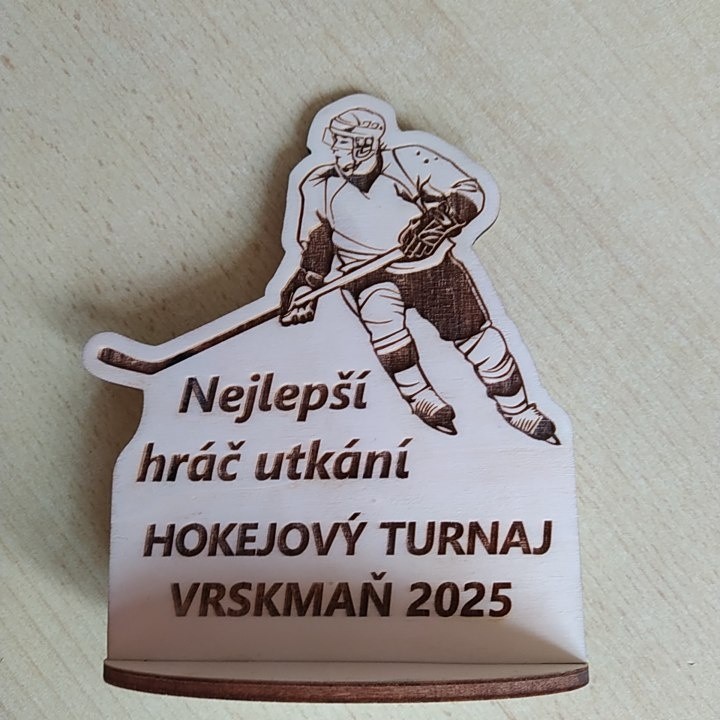 Nejlepší
hráč utkání
HOKEJOVÝ TURNAJ
VRSKMAŇ 2025